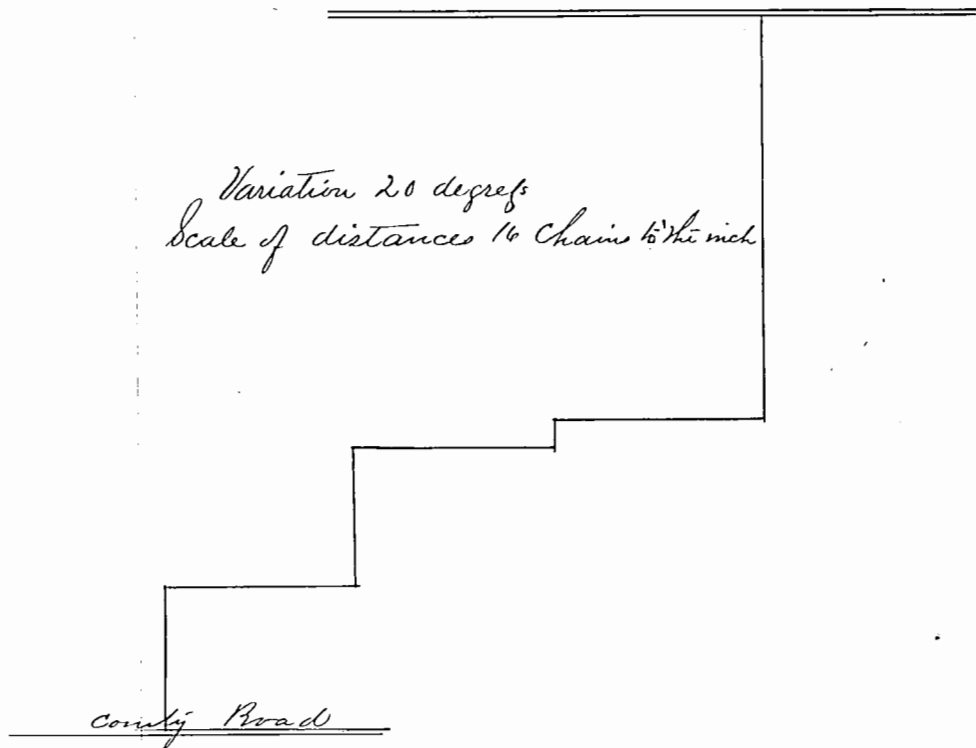 Variation 20 degrees
Scale of distances 16 Chains to the inch
County Road